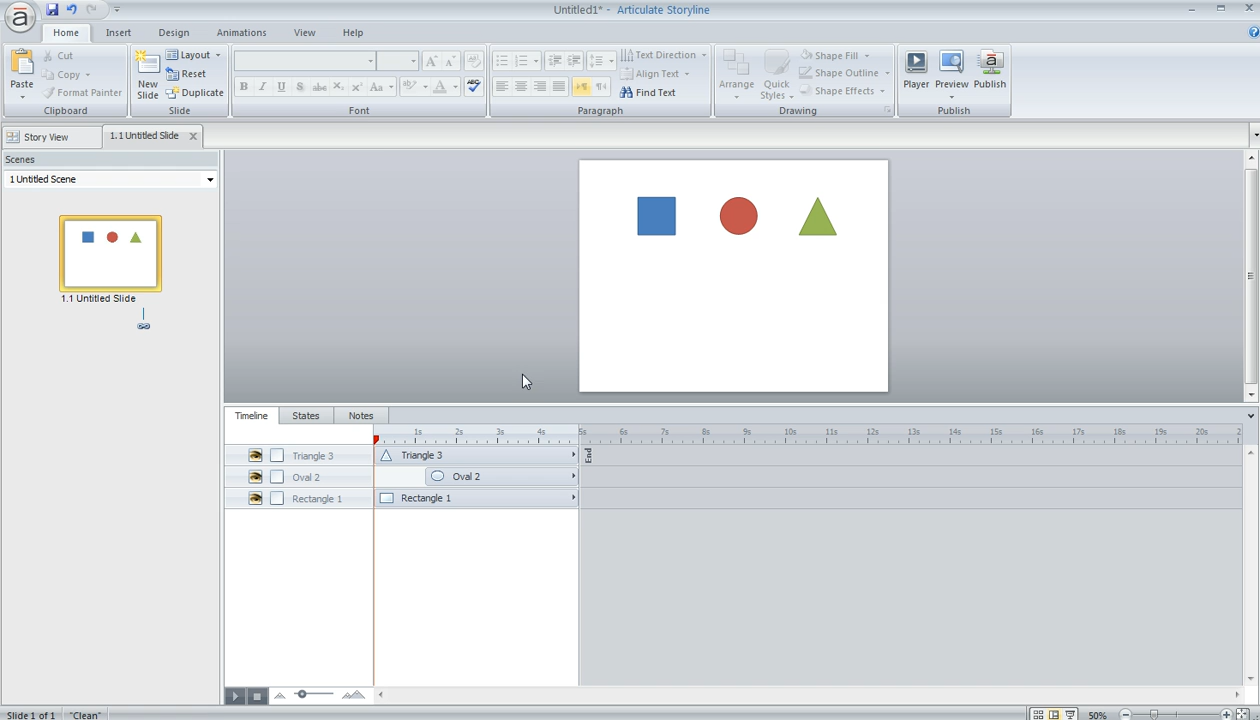 Untitled1* - Articulate Storyline
Home Insert Design Animations View Help
Paste Cut Copy Format Painter Clipboard
New Slide Layout Reset Duplicate Slide
B I U S abc Aa A Font
Text Direction Align Text Find Text Paragraph
Arrange Quick Styles Shape Fill Shape Outline Shape Effects Drawing
Player Preview Publish Publish
Story View 1.1 Untitled Slide
Scenes
1 Untitled Scene
1.1 Untitled Slide
Timeline States Notes
1s 2s 3s 4s 5s 6s 7s 8s 9s 10s 11s 12s 13s 14s 15s 16s 17s 18s 19s 20s 2
Triangle 3 Triangle 3 End
Oval 2 Oval 2
Rectangle 1 Rectangle 1
Slide 1 of 1 "Clean" 50%